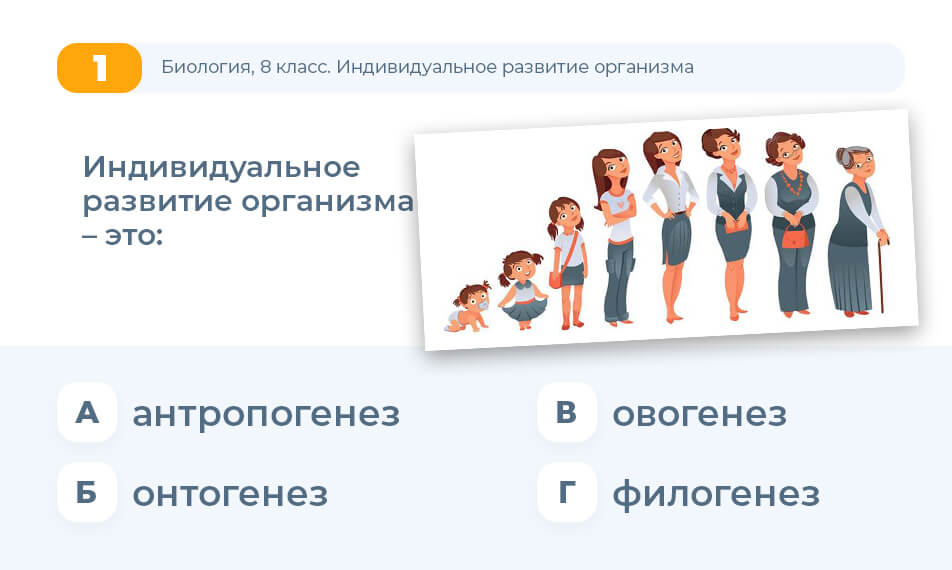 1
Биология, 8 класс. Индивидуальное развитие организма
Индивидуальное
развитие организма
– это:
А антропогенез
Б онтогенез
В овогенез
Г филогенез